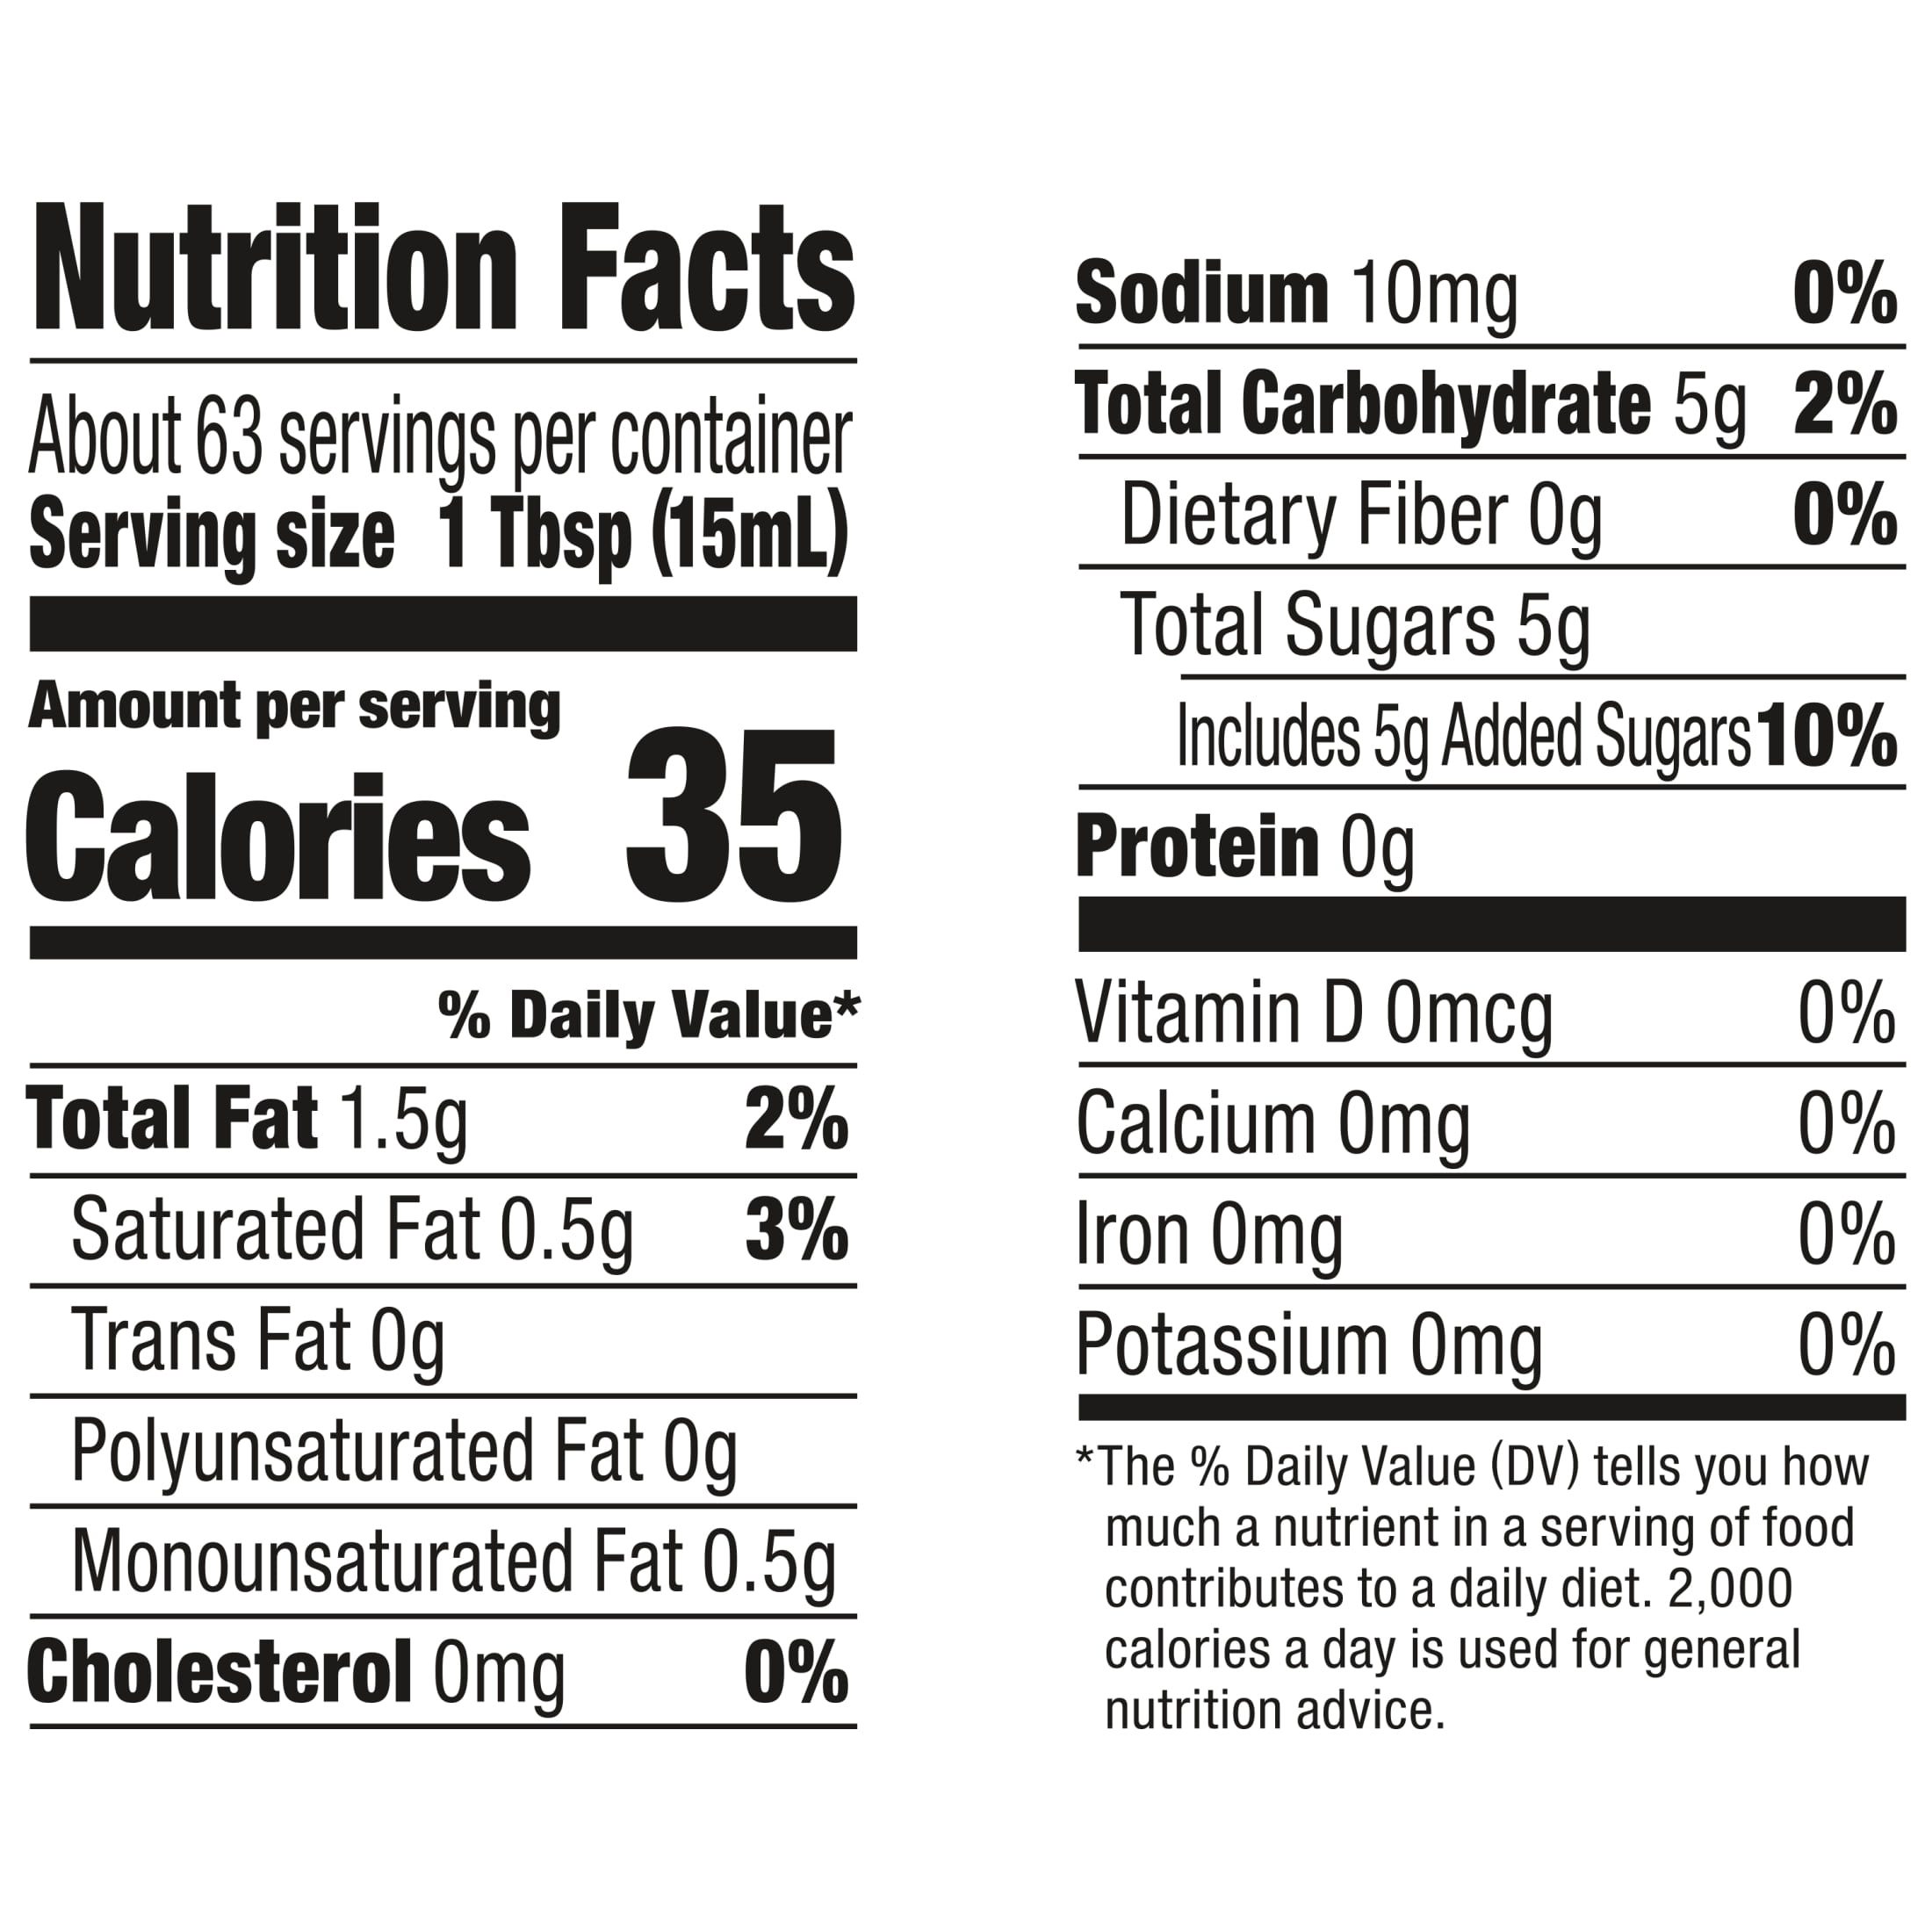 Nutrition Facts
About 63 servings per container
Serving size 1 Tbsp (15mL)
Amount per serving
Calories 35
% Daily Value*
Total Fat 1.5g 2%
Saturated Fat 0.5g 3%
Trans Fat 0g
Polyunsaturated Fat 0g
Monounsaturated Fat 0.5g
Cholesterol 0mg 0%
Sodium 10mg 0%
Total Carbohydrate 5g 2%
Dietary Fiber 0g 0%
Total Sugars 5g
Includes 5g Added Sugars 10%
Protein 0g
Vitamin D 0mcg 0%
Calcium 0mg 0%
Iron 0mg 0%
Potassium 0mg 0%
*The % Daily Value (DV) tells you how
much a nutrient in a serving of food
contributes to a daily diet. 2,000
calories a day is used for general
nutrition advice.